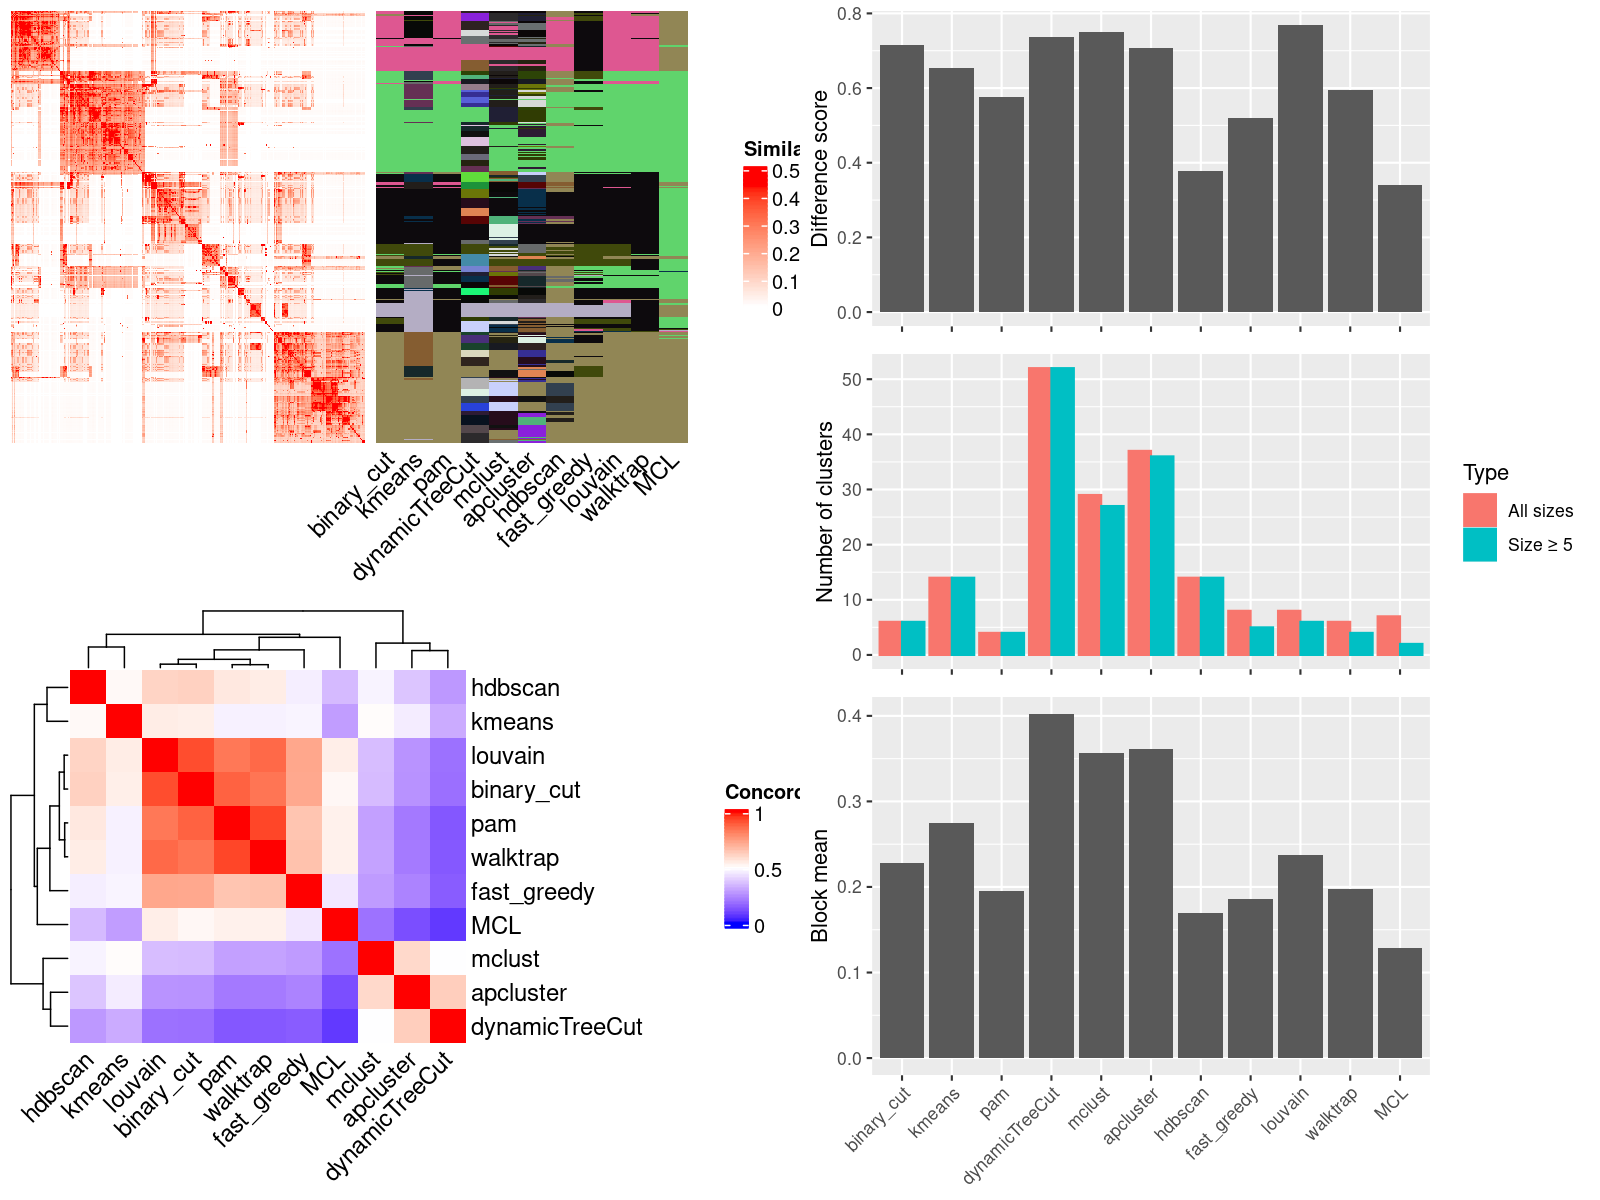 Simila
0.5
0.4
0.3
0.2
0.1
0
binary_cut
kmeans
pam
dynamicTreeCut
mclust
apcluster
hdbscan
fast_greedy
louvain
walktrap
MCL
Difference score
0.8
0.6
0.4
0.2
0.0
Number of clusters
50
40
30
20
10
0
Type
All sizes
Size ≥ 5
hdbscan
kmeans
louvain
binary_cut
pam
walktrap
fast_greedy
MCL
mclust
apcluster
dynamicTreeCut
hdbscan
kmeans
louvain
binary_cut
pam
walktrap
fast_greedy
MCL
mclust
apcluster
dynamicTreeCut
Concord
1
0.5
0
Block mean
0.4
0.3
0.2
0.1
0.0
binary_cut
kmeans
pam
dynamicTreeCut
mclust
apcluster
hdbscan
fast_greedy
louvain
walktrap
MCL